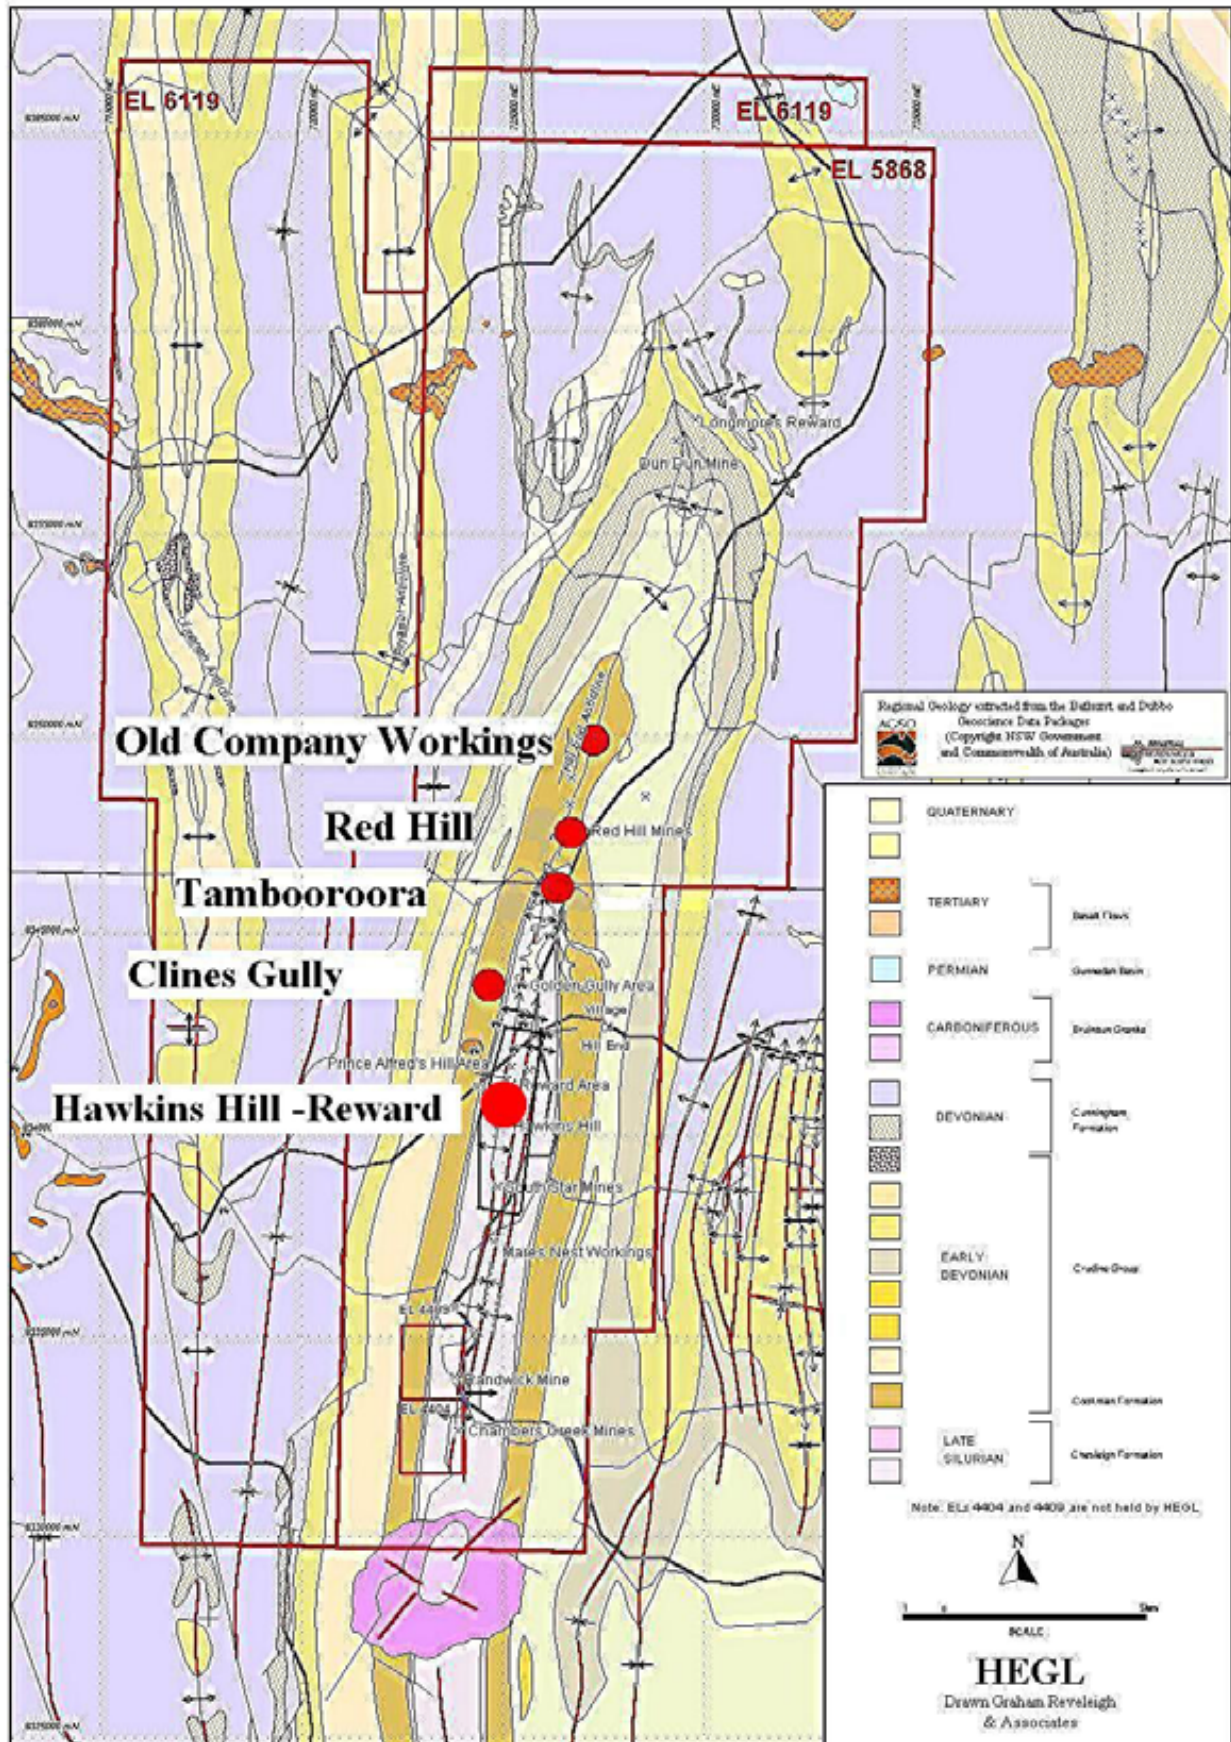 EL 6119
EL 6119
EL 5868
Longmores Reward
Dun Dun Mine
Regional Geology extracted from the Bathurst and Dubbo
Geoscience Data Packages
(Copyright NSW Government
and Commonwealth of Australia)
AGSO
Old Company Workings
Red Hill
Red Hill Mines
Tambooroora
Clines Gully
Golden Gully Area
Village
Of
Hill End
Prince Alfred's Hill Area
Reward Area
Hawkins Hill -Reward
Hawkins Hill
South Star Mines
Mares Nest Workings
EL 4409
Randwick Mine
EL 4404
Chambers Creek Mines
QUATERNARY
TERTIARY
Basalt Flows
PERMIAN
Gunnedah Basin
CARBONIFEROUS
DEVONIAN
Cunningham
Formation
EARLY
DEVONIAN
Crudine Group
Cookman Formation
LATE
SILURIAN
Chesleigh Formation
Note: ELs 4404 and 4409 are not held by HEGL
N
5km
SCALE
HEGL
Drawn Graham Reveleigh
& Associates